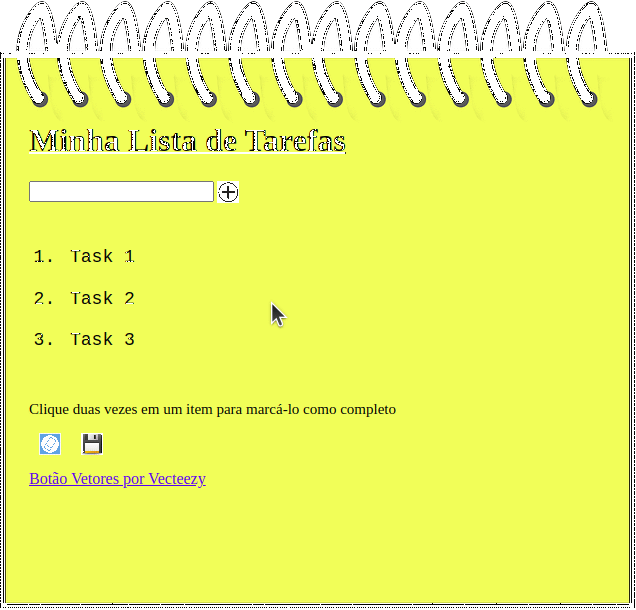 Minha Lista de Tarefas
1. Task 1
2. Task 2
3. Task 3
Clique duas vezes em um item para marcá-lo como completo
Botão Vetores por Vecteezy